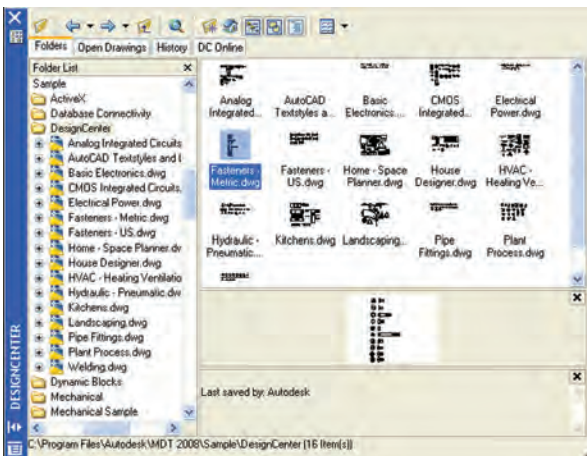 Folders Open Drawings History DC Online
Folder List
Sample
ActiveX
Database Connectivity
DesignCenter
Analog Integrated Circuits
AutoCAD Textstyles and l
Basic Electronics.dwg
CMOS Integrated Circuits.
Electrical Power.dwg
Fasteners - Metric.dwg
Fasteners - US.dwg
Home - Space Planner.dv
House Designer.dwg
HVAC - Heating Ventilatio
Hydraulic - Pneumatic.dw
Kitchens.dwg
Landscaping.dwg
Pipe Fittings.dwg
Plant Process.dwg
Welding.dwg
Dynamic Blocks
Mechanical
Mechanical Sample
Analog Integrated...
AutoCAD Textstyles a...
Basic Electronics....
CMOS Integrated...
Electrical Power.dwg
Fasteners - Metric.dwg
Fasteners - US.dwg
Home - Space Planner.dwg
House Designer.dwg
HVAC - Heating Ve...
Hydraulic - Pneumatic....
Kitchens.dwg
Landscaping...
Pipe Fittings.dwg
Plant Process.dwg
Last saved by: Autodesk
DESIGNCENTER
C:\Program Files\Autodesk\MDT 2008\Sample\DesignCenter (16 Item(s))